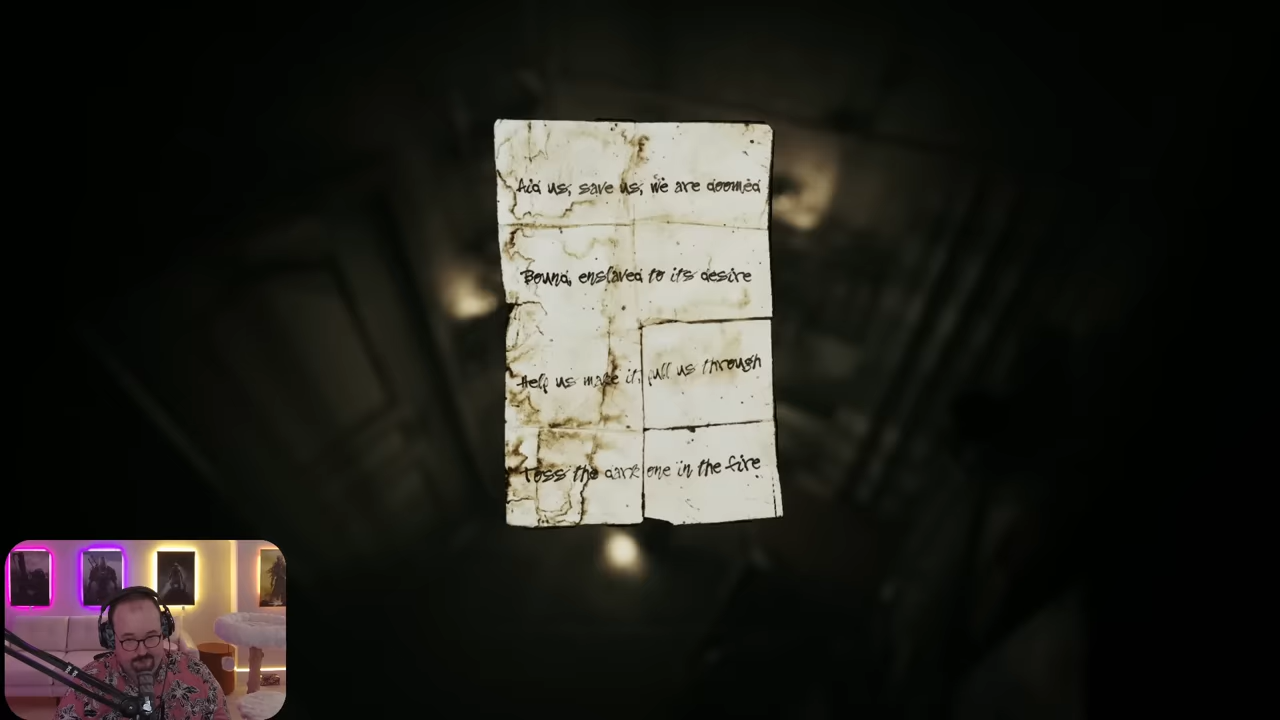 Aid us, save us, we are doomed
Bound, enslaved to its desire
Help us make it, pull us through
Toss the dark one in the fire